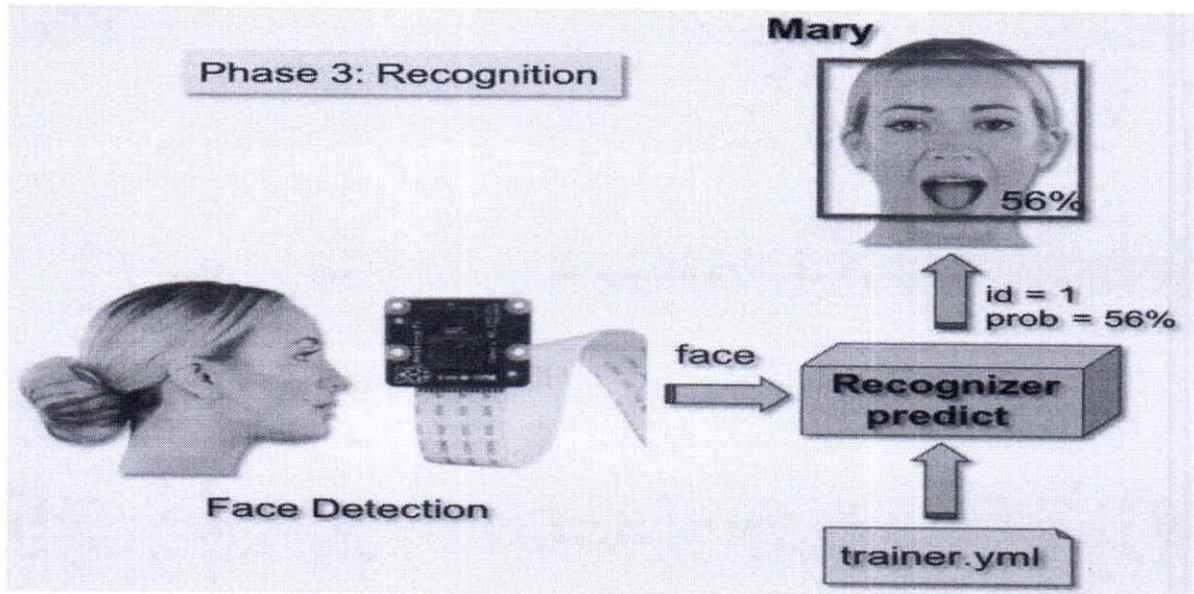 Phase 3: Recognition
Mary
56%
id = 1
prob = 56%
face
Recognizer
predict
Face Detection
trainer.yml